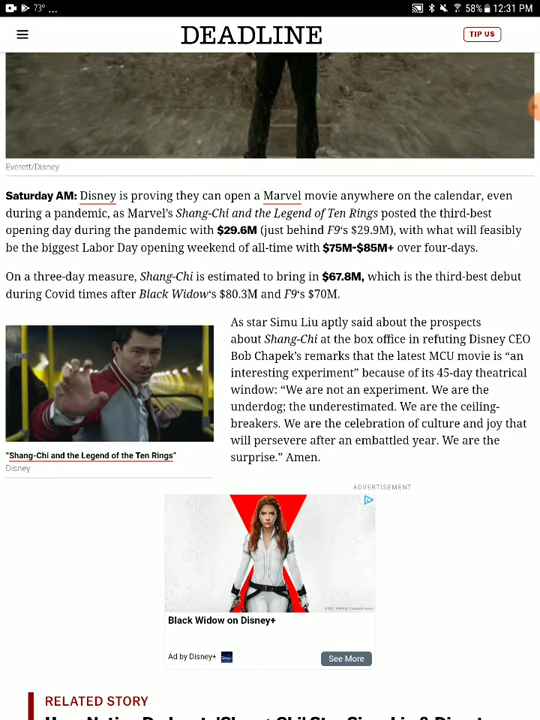 73° ...
58% 12:31 PM
DEADLINE
TIP US
Everett/Disney
Saturday AM: Disney is proving they can open a Marvel movie anywhere on the calendar, even
during a pandemic, as Marvel's Shang-Chi and the Legend of Ten Rings posted the third-best
opening day during the pandemic with $29.6M (just behind F9's $29.9M), with what will feasibly
be the biggest Labor Day opening weekend of all-time with $75M-$85M+ over four-days.
On a three-day measure, Shang-Chi is estimated to bring in $67.8M, which is the third-best debut
during Covid times after Black Widow's $80.3M and F9's $70M.
As star Simu Liu aptly said about the prospects
about Shang-Chi at the box office in refuting Disney CEO
Bob Chapek's remarks that the latest MCU movie is "an
interesting experiment" because of its 45-day theatrical
window: "We are not an experiment. We are the
underdog; the underestimated. We are the ceiling-
breakers. We are the celebration of culture and joy that
will persevere after an embattled year. We are the
surprise." Amen.
"Shang-Chi and the Legend of the Ten Rings"
Disney
ADVERTISEMENT
Black Widow on Disney+
Ad by Disney+
See More
RELATED STORY